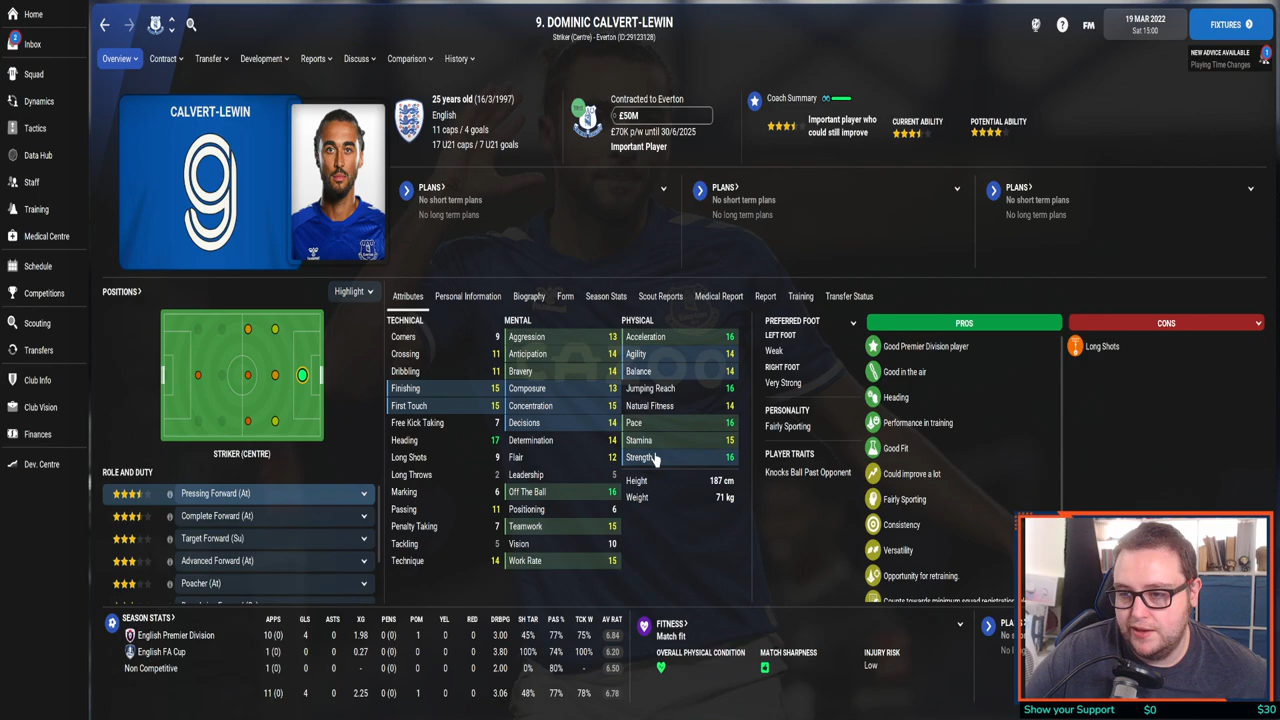 Home
9. DOMINIC CALVERT-LEWIN
Striker (Centre) - Everton (ID:29123128)
FM
19 MAR 2022
Sat 15:00
FIXTURES
2
Inbox
Overview
Contract
Transfer
Development
Reports
Discuss
Comparison
History
NEW ADVICE AVAILABLE
Playing Time Changes
1
Squad
Dynamics
Tactics
Data Hub
Staff
Training
Medical Centre
Schedule
Competitions
Scouting
Transfers
Club Info
Club Vision
Finances
Dev. Centre
CALVERT-LEWIN
9
25 years old (16/3/1997)
English
11 caps / 4 goals
17 U21 caps / 7 U21 goals
Contracted to Everton
£50M
£70K p/w until 30/6/2025
Important Player
Coach Summary
Important player who could still improve
CURRENT ABILITY
POTENTIAL ABILITY
PLANS
No short term plans
No long term plans
PLANS
No short term plans
No long term plans
PLANS
No short term plans
No long term plans
POSITIONS
Highlight
STRIKER (CENTRE)
ROLE AND DUTY
Pressing Forward (At)
Complete Forward (Su)
Target Forward (Su)
Advanced Forward (At)
Poacher (At)
Attributes
Personal Information
Biography
Form
Season Stats
Scout Reports
Medical Report
Report
Training
Transfer Status
TECHNICAL
Corners 9
Crossing 11
Dribbling 11
Finishing 15
First Touch 15
Free Kick Taking 7
Heading 17
Long Shots 9
Long Throws 2
Marking 6
Passing 11
Penalty Taking 7
Tackling 5
Technique 14
MENTAL
Aggression 13
Anticipation 14
Bravery 14
Composure 13
Concentration 15
Decisions 14
Determination 14
Flair 12
Leadership 5
Off The Ball 16
Positioning 6
Teamwork 15
Vision 10
Work Rate 15
PHYSICAL
Acceleration 16
Agility 14
Balance 14
Jumping Reach 16
Natural Fitness 14
Pace 16
Stamina 15
Strength 16
Height 187 cm
Weight 71 kg
PREFERRED FOOT
LEFT FOOT
Weak
RIGHT FOOT
Very Strong
PERSONALITY
Fairly Sporting
PLAYER TRAITS
Knocks Ball Past Opponent
PROS
Good Premier Division player
Good in the air
Heading
Performance in training
Good Fit
Could improve a lot
Fairly Sporting
Consistency
Versatility
Opportunity for retraining.
Counts towards minimum squad registration
CONS
Long Shots
SEASON STATS
APPS GLS ASTS XG PENS POM YEL RED DRBPG SH TAR PAS % TCK W AV RAT
English Premier Division 10 (0) 4 0 1.98 0 (0) 1 0 0 3.00 45% 77% 75% 6.84
English FA Cup 1 (0) 0 0 0.27 0 (0) 0 0 0 3.80 100% 74% 100% 6.20
Non Competitive 1 (0) 0 0 - 0 (0) 0 0 0 2.00 0% 80% - 6.50
11 (0) 4 0 2.25 0 (0) 1 0 0 3.06 48% 77% 78% 6.78
FITNESS
Match fit
OVERALL PHYSICAL CONDITION
MATCH SHARPNESS
INJURY RISK
Low
Show your Support $0 $30